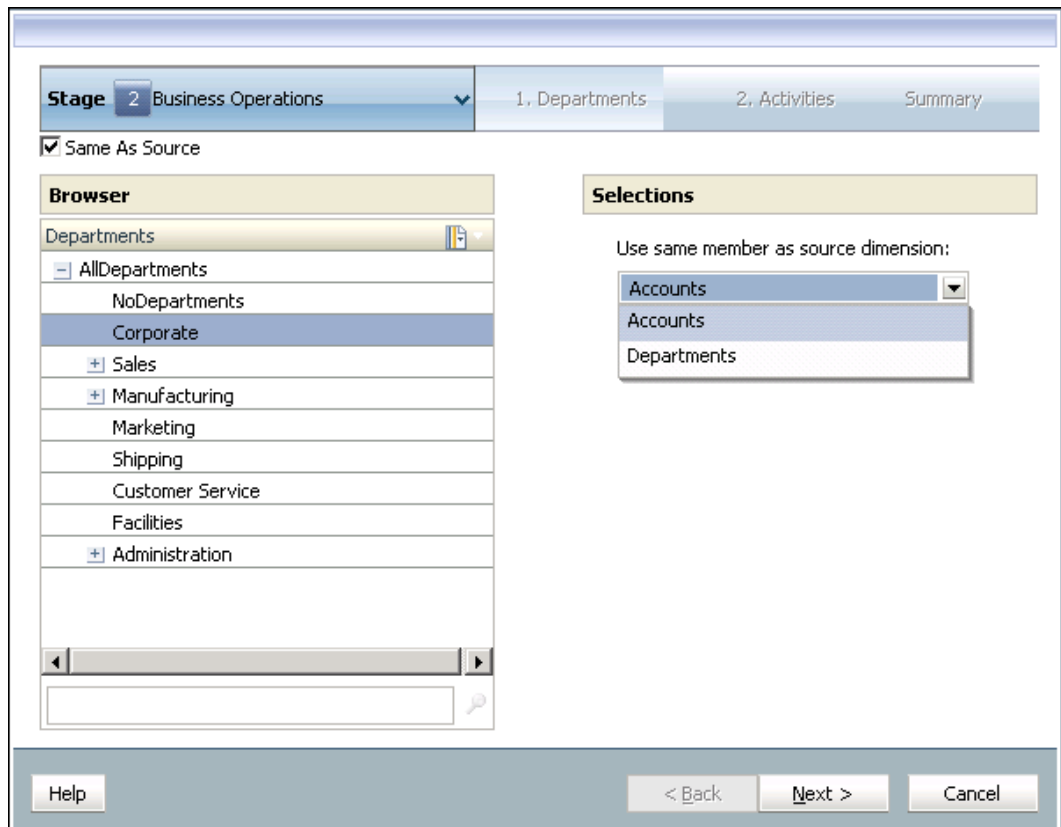 Stage 2 Business Operations 1. Departments 2. Activities Summary
Same As Source
Browser
Selections
Departments
Use same member as source dimension:
AllDepartments
NoDepartments
Corporate
Sales
Manufacturing
Marketing
Shipping
Customer Service
Facilities
Administration
Accounts
Accounts
Departments
Help < Back Next > Cancel